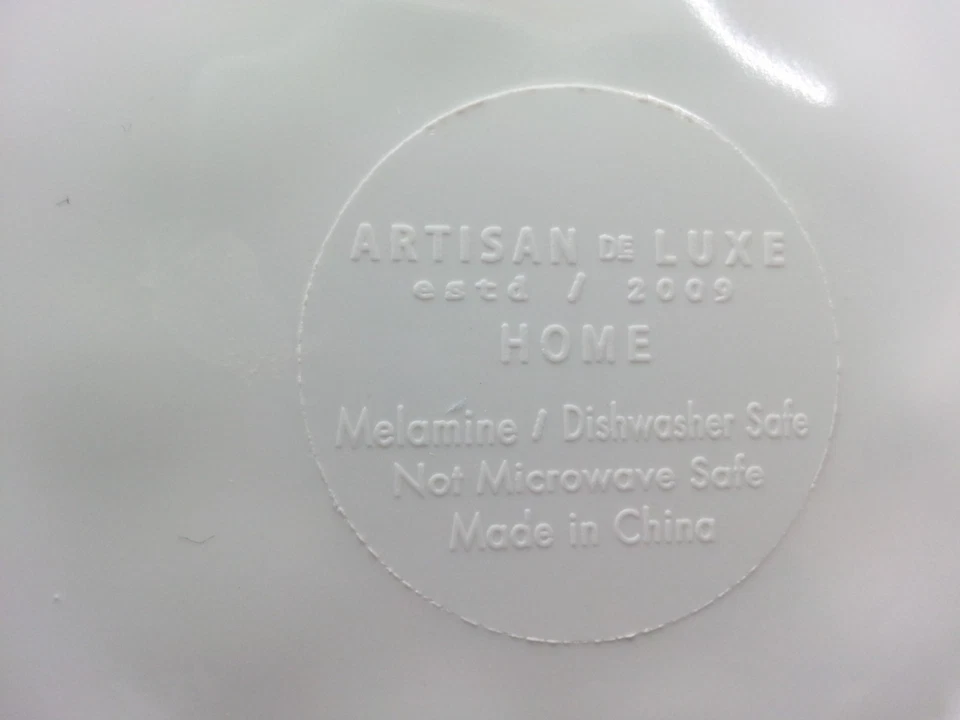 ARTISAN DE LUXE
estd / 2009
HOME
Melamine / Dishwasher Safe
Not Microwave Safe
Made in China